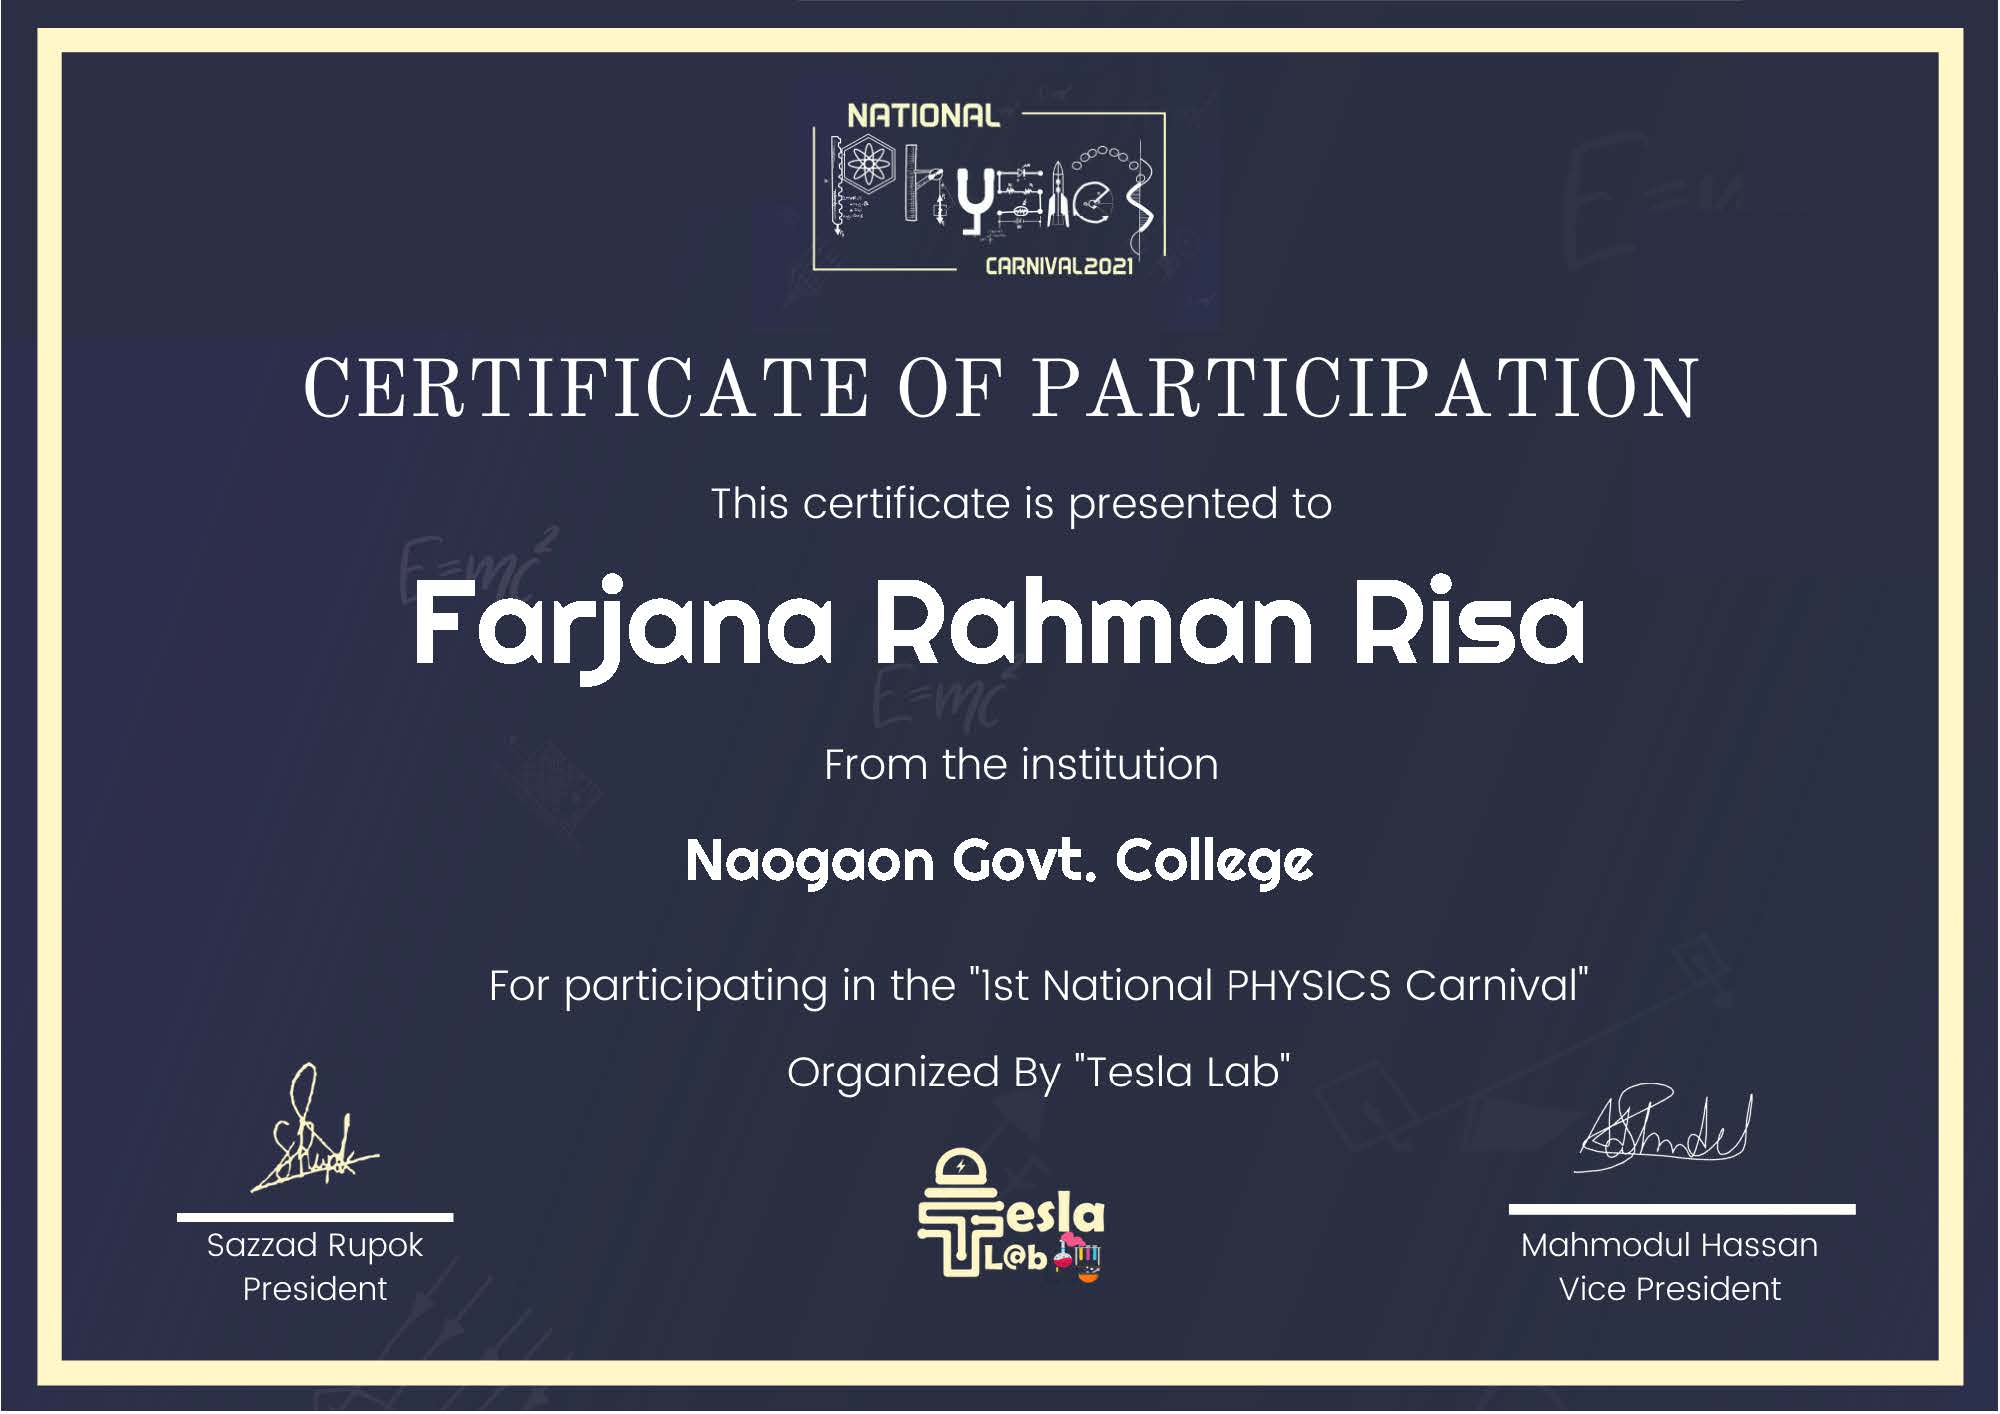 NATIONAL
Physics
CARNIVAL2021
CERTIFICATE OF PARTICIPATION
This certificate is presented to
E=mc²
Farjana Rahman Risa
E=mc²
From the institution
Naogaon Govt. College
For participating in the "1st National PHYSICS Carnival"
Organized By "Tesla Lab"
Tesla
L@b
Sazzad Rupok
President
Mahmodul Hassan
Vice President